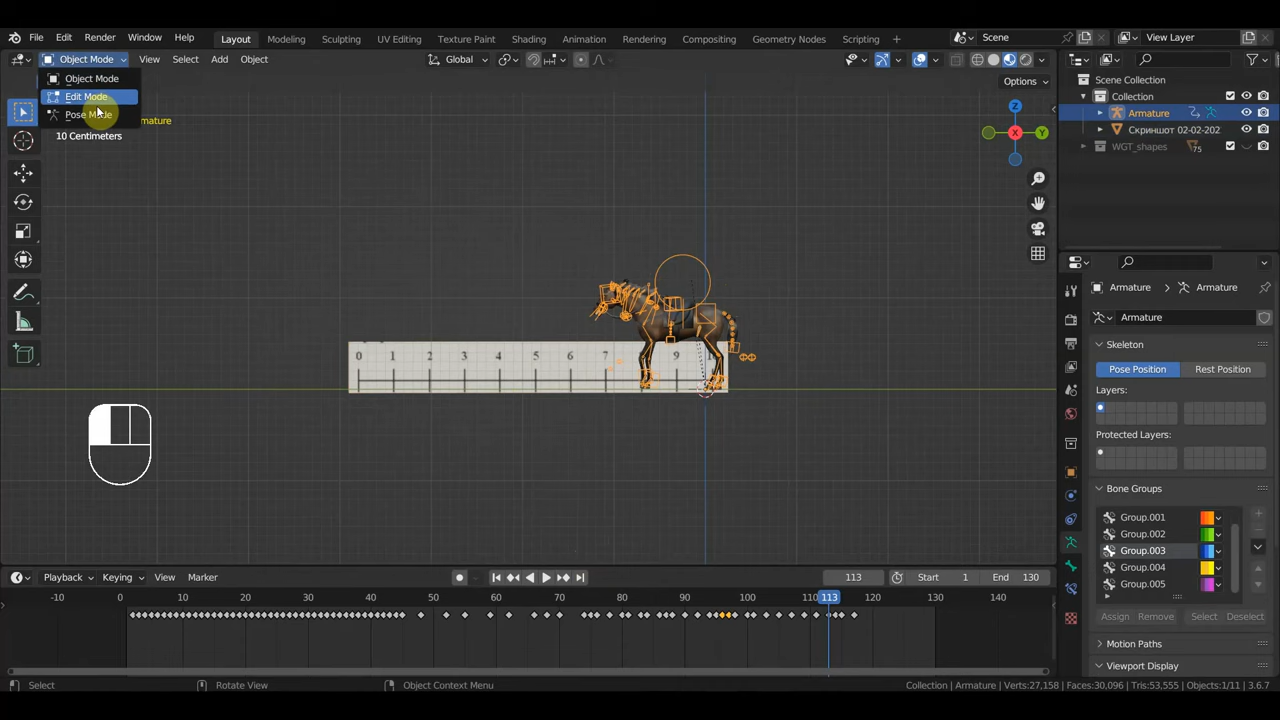 File Edit Render Window Help Layout Modeling Sculpting UV Editing Texture Paint Shading Animation Rendering Compositing Geometry Nodes Scripting Scene View Layer
Object Mode View Select Add Object Global
Object Mode
Edit Mode
Pose
10 Centimeters
Options
X
Y
Z
Scene Collection
Collection
Armature
Скриншот 02-02-202
WGT_shapes 75
Armature Armature
Armature
Skeleton
Pose Position Rest Position
Layers:
Protected Layers:
Bone Groups
Group.001
Group.002
Group.003
Group.004
Group.005
Assign Remove Select Deselect
Motion Paths
Viewport Display
0 1 2 3 4 5 6 7 9
Playback Keying View Marker 113 Start 1 End 130
-10 0 10 20 30 40 50 60 70 80 90 100 113 120 130 140
Select Rotate View Object Context Menu Collection | Armature | Verts:27,158 | Faces:30,096 | Tris:53,555 | Objects:1/11 | 3.6.7